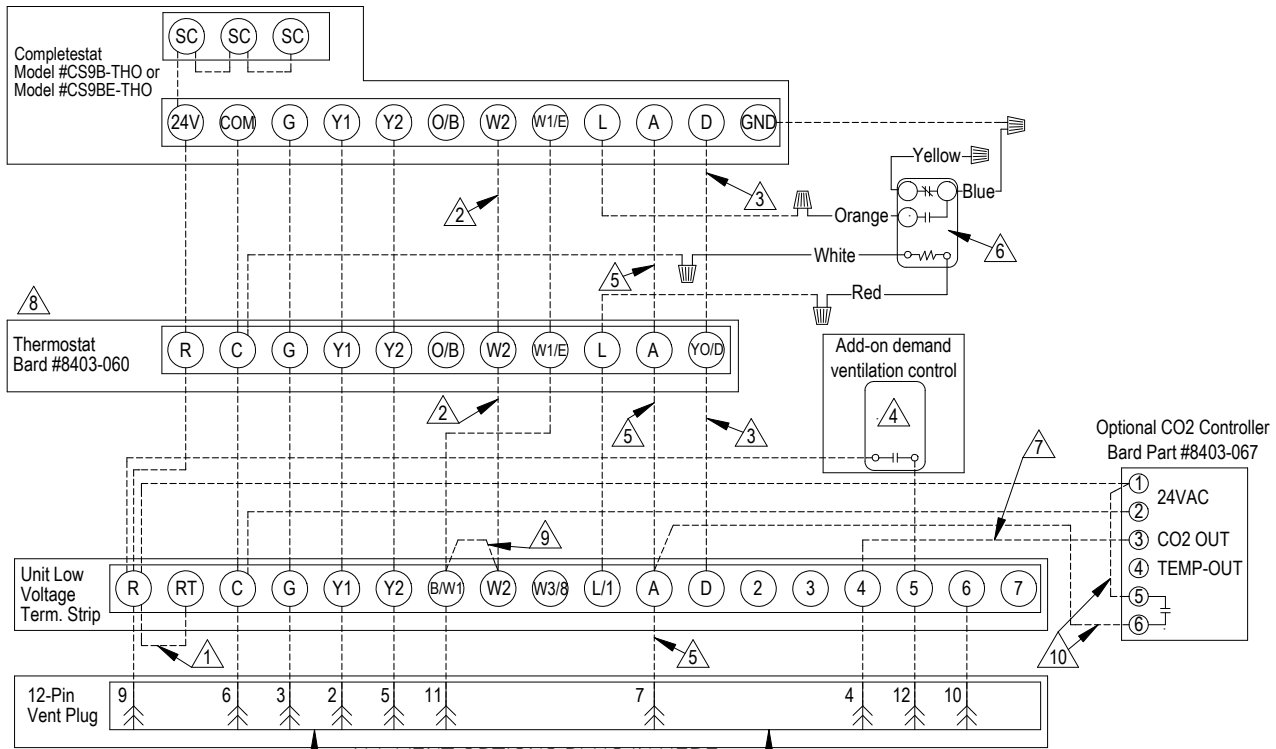 SC SC SC
Completestat
Model #CS9B-THO or
Model #CS9BE-THO
24V COM G Y1 Y2 O/B W2 W1/E L A D GND
Yellow
Blue
3
2
Orange
6
White
5
Red
8
Thermostat
Bard #8403-060
R C G Y1 Y2 O/B W2 W1/E L A YO/D
Add-on demand
ventilation control
4
2
5
3
7
Optional CO2 Controller
Bard Part #8403-067
1
24VAC
2
3 CO2 OUT
4 TEMP-OUT
5
6
9
Unit Low
Voltage
Term. Strip
R RT C G Y1 Y2 B/W1 W2 W3/8 L/1 A D 2 3 4 5 6 7
1
5
10
12-Pin
Vent Plug
9 6 3 2 5 11 7 4 12 10